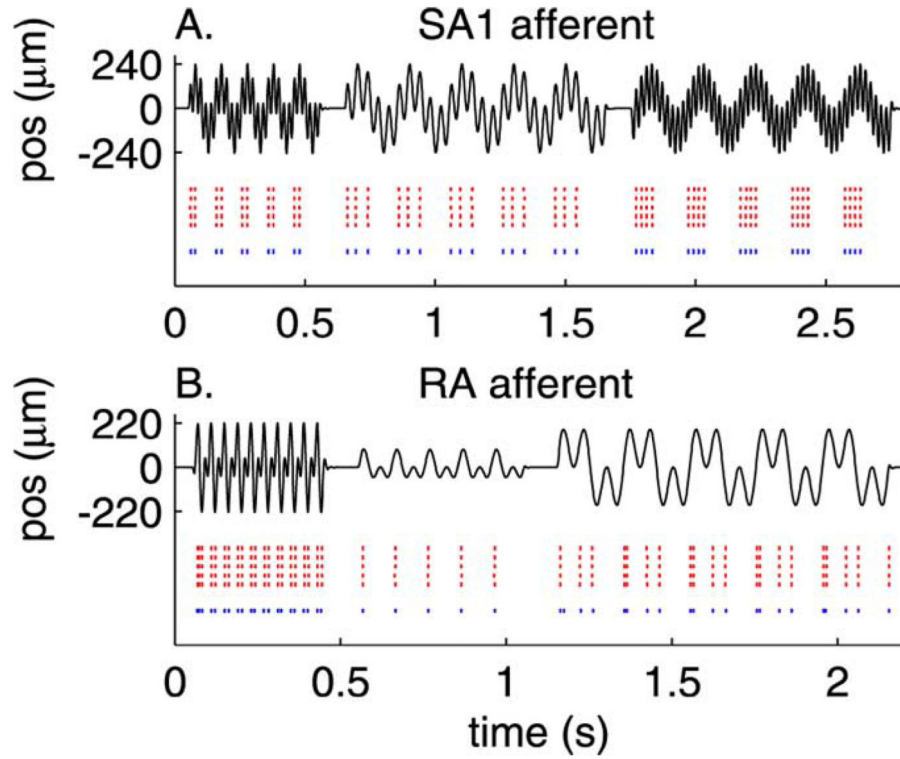 A. SA1 afferent
pos (μm)
240
0
-240
0 0.5 1 1.5 2 2.5
B. RA afferent
pos (μm)
220
0
-220
0 0.5 1 1.5 2
time (s)